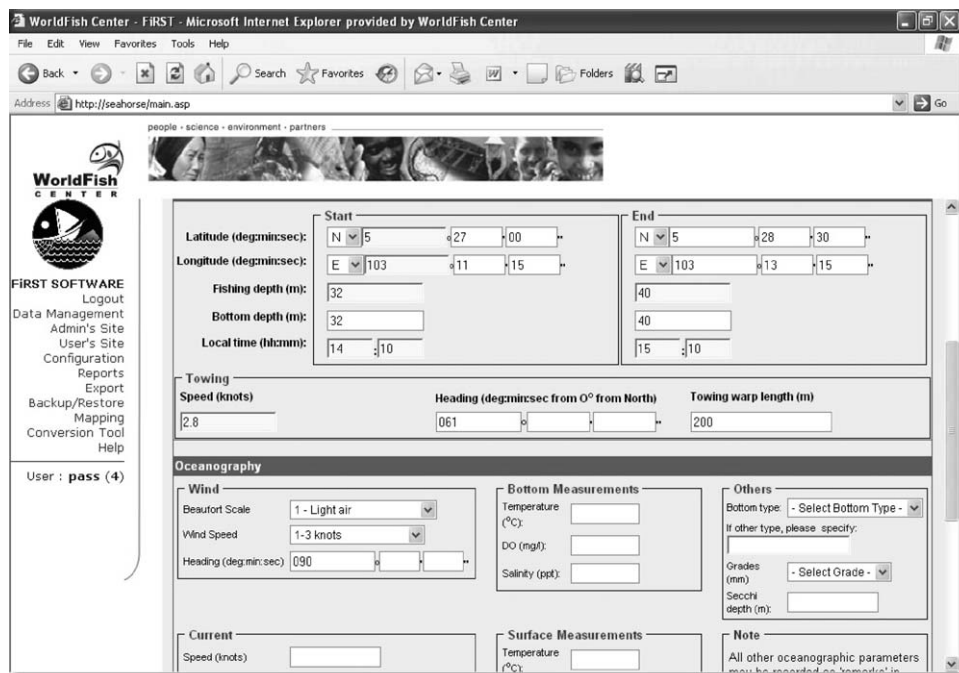 WorldFish Center - FiRST - Microsoft Internet Explorer provided by WorldFish Center
File Edit View Favorites Tools Help
Back Search Favorites Folders
Address http://seahorse/main.asp Go
people - science - environment - partners
WorldFish
CENTER
FiRST SOFTWARE
Logout
Data Management
Admin's Site
User's Site
Configuration
Reports
Export
Backup/Restore
Mapping
Conversion Tool
Help
User : pass (4)
Start End
Latitude (deg:min:sec): N 5 ° 27 ' 00 " N 5 ° 28 ' 30 "
Longitude (deg:min:sec): E 103 ° 11 ' 15 " E 103 ° 13 ' 15 "
Fishing depth (m): 32 40
Bottom depth (m): 32 40
Local time (hh:mm): 14 : 10 15 : 10
Towing
Speed (knots) Heading (deg:min:sec from O° from North) Towing warp length (m)
2.8 061 ° ' " 200
Oceanography
Wind
Beaufort Scale 1 - Light air
Wind Speed 1-3 knots
Heading (deg:min:sec) 090 ° ' "
Bottom Measurements
Temperature
(°C):
DO (mg/l):
Salinity (ppt):
Others
Bottom type: - Select Bottom Type -
If other type, please specify:
Grades
(mm) - Select Grade -
Secchi
depth (m):
Current
Speed (knots)
Surface Measurements
Temperature
(°C):
Note
All other oceanographic parameters
may be recorded as 'remarks' in